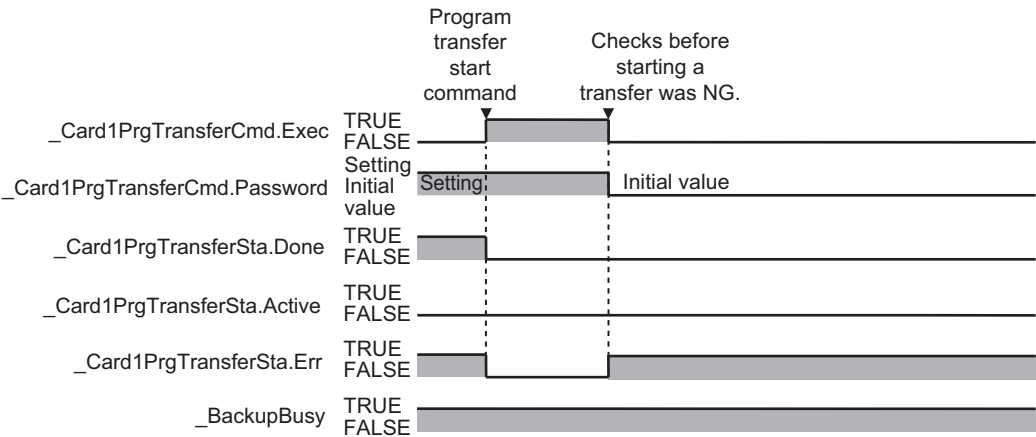 Program
transfer
start
command
Checks before
starting a
transfer was NG.
_Card1PrgTransferCmd.Exec
TRUE
FALSE
_Card1PrgTransferCmd.Password
Setting
Initial
value
Setting
Initial value
_Card1PrgTransferSta.Done
TRUE
FALSE
_Card1PrgTransferSta.Active
TRUE
FALSE
_Card1PrgTransferSta.Err
TRUE
FALSE
_BackupBusy
TRUE
FALSE